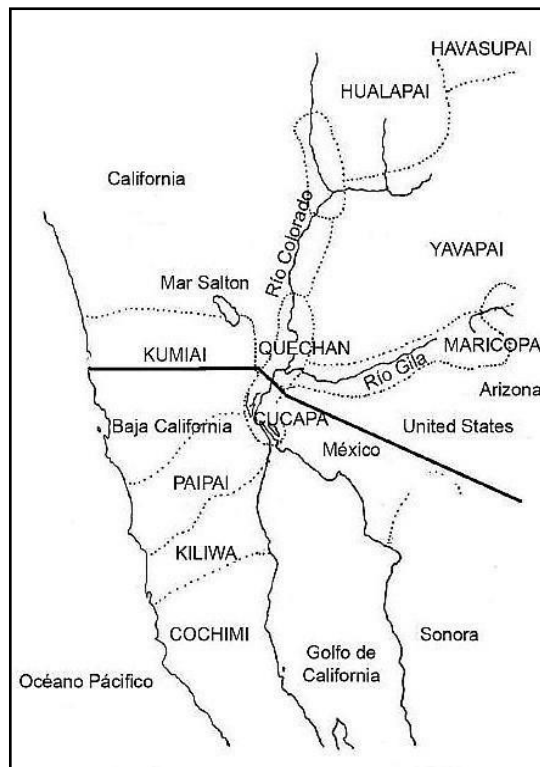 HAVASUPAI
HUALAPAI
California
Río Colorado
YAVAPAI
Mar Salton
QUECHAN
MARICOPA
KUMIAI
Río Gila
Arizona
CUCAPA
Baja California
United States
México
PAIPAI
KILIWA
COCHIMI
Sonora
Golfo de
California
Océano Pácifico